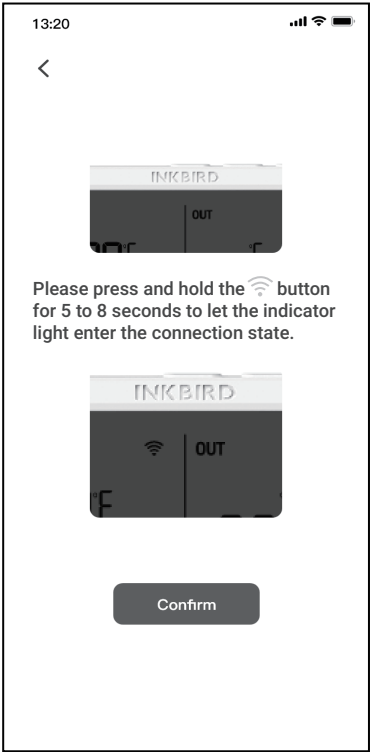 13:20
INKBIRD
OUT
°F
°F
Please press and hold the button
for 5 to 8 seconds to let the indicator
light enter the connection state.
INKBIRD
OUT
°F
Confirm